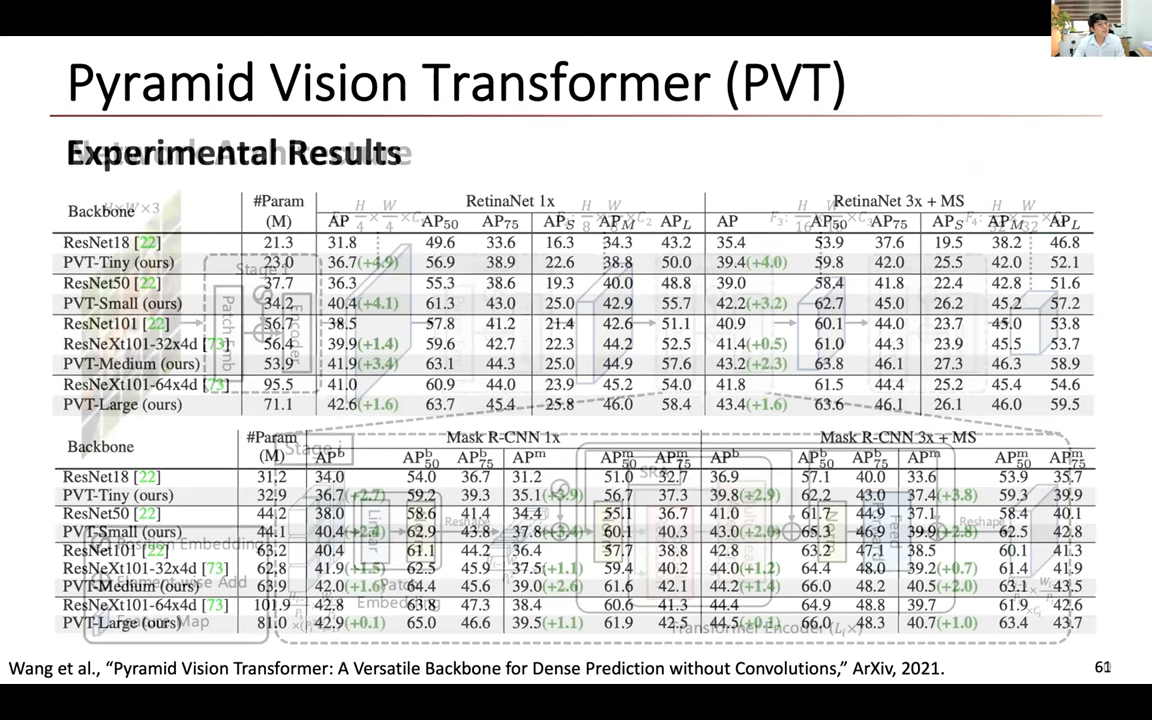 Pyramid Vision Transformer (PVT)
Experimental Results
Backbone #Param (M) RetinaNet 1x RetinaNet 3x + MS
AP AP50 AP75 APS APM APL AP AP50 AP75 APS APM APL
ResNet18 [22] 21.3 31.8 49.6 33.6 16.3 34.3 43.2 35.4 53.9 37.6 19.5 38.2 46.8
PVT-Tiny (ours) 23.0 36.7(+4.9) 56.9 38.9 22.6 38.8 50.0 39.4(+4.0) 59.8 42.0 25.5 42.0 52.1
ResNet50 [22] 37.7 36.3 55.3 38.6 19.3 40.0 48.8 39.0 58.4 41.8 22.4 42.8 51.6
PVT-Small (ours) 34.2 40.4(+4.1) 61.3 43.0 25.0 42.9 55.7 42.2(+3.2) 62.7 45.0 26.2 45.2 57.2
ResNet101 [22] 56.7 38.5 57.8 41.2 21.4 42.6 51.1 40.9 60.1 44.0 23.7 45.0 53.8
ResNeXt101-32x4d [73] 56.4 39.9(+1.4) 59.6 42.7 22.3 44.2 52.5 41.4(+0.5) 61.0 44.3 23.9 45.5 53.7
PVT-Medium (ours) 53.9 41.9(+3.4) 63.1 44.3 25.0 44.9 57.6 43.2(+2.3) 63.8 46.1 27.3 46.3 58.9
ResNeXt101-64x4d [73] 95.5 41.0 60.9 44.0 23.9 45.2 54.0 41.8 61.5 44.4 25.2 45.4 54.6
PVT-Large (ours) 71.1 42.6(+1.6) 63.7 45.4 25.8 46.0 58.4 43.4(+1.6) 63.6 46.1 26.1 46.0 59.5
Backbone #Param (M) Mask R-CNN 1x Mask R-CNN 3x + MS
APb APb50 APb75 APm APm50 APm75 APb APb50 APb75 APm APm50 APm75
ResNet18 [22] 31.2 34.0 54.0 36.7 31.2 51.0 32.7 36.9 57.1 40.0 33.6 53.9 35.7
PVT-Tiny (ours) 32.9 36.7(+2.7) 59.2 39.3 35.1(+3.9) 56.7 37.3 39.8(+2.9) 62.2 43.0 37.4(+3.8) 59.3 39.9
ResNet50 [22] 44.2 38.0 58.6 41.4 34.4 55.1 36.7 41.0 61.7 44.9 37.1 58.4 40.1
PVT-Small (ours) 44.1 40.4(+2.4) 62.9 43.8 37.8(+3.4) 60.1 40.3 43.0(+2.0) 65.3 46.9 39.9(+2.8) 62.5 42.8
ResNet101 [22] 63.2 40.4 61.1 44.2 36.4 57.7 38.8 42.8 63.2 47.1 38.5 60.1 41.3
ResNeXt101-32x4d [73] 62.8 41.9(+1.5) 62.5 45.9 37.5(+1.1) 59.4 40.2 44.0(+1.2) 64.4 48.0 39.2(+0.7) 61.4 41.9
PVT-Medium (ours) 63.9 42.0(+1.6) 64.4 45.6 39.0(+2.6) 61.6 42.1 44.2(+1.4) 66.0 48.2 40.5(+2.0) 63.1 43.5
ResNeXt101-64x4d [73] 101.9 42.8 63.8 47.3 38.4 60.6 41.3 44.4 64.9 48.8 39.7 61.9 42.6
PVT-Large (ours) 81.0 42.9(+0.1) 65.0 46.6 39.5(+1.1) 61.9 42.5 44.5(+0.1) 66.0 48.3 40.7(+1.0) 63.4 43.7
Wang et al., “Pyramid Vision Transformer: A Versatile Backbone for Dense Prediction without Convolutions,” ArXiv, 2021.
61